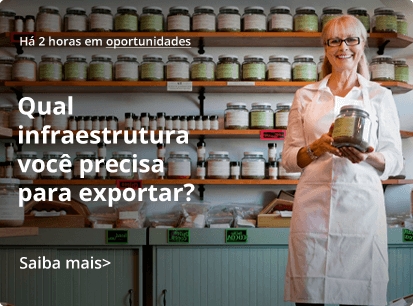 Há 2 horas em oportunidades
Qual
infraestrutura
você precisa
para exportar?
Saiba mais>